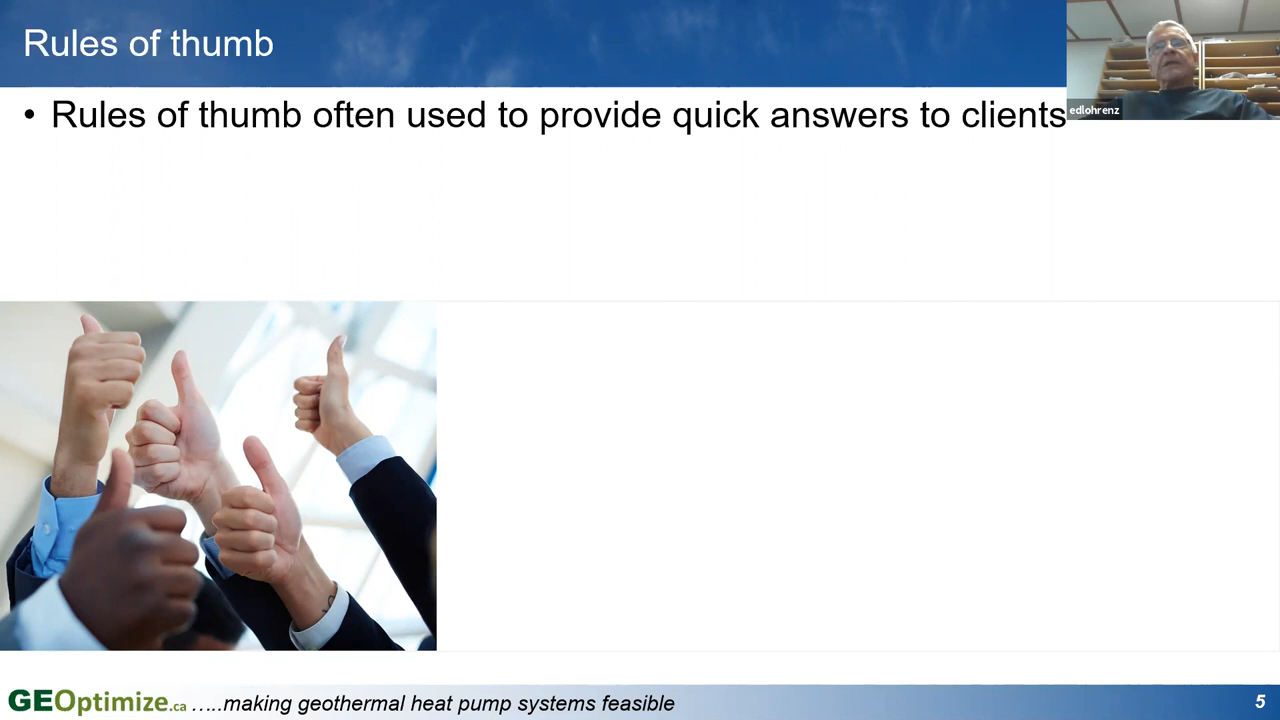 Rules of thumb
• Rules of thumb often used to provide quick answers to clients
edlohrenz
GEOptimize.ca …..making geothermal heat pump systems feasible
5